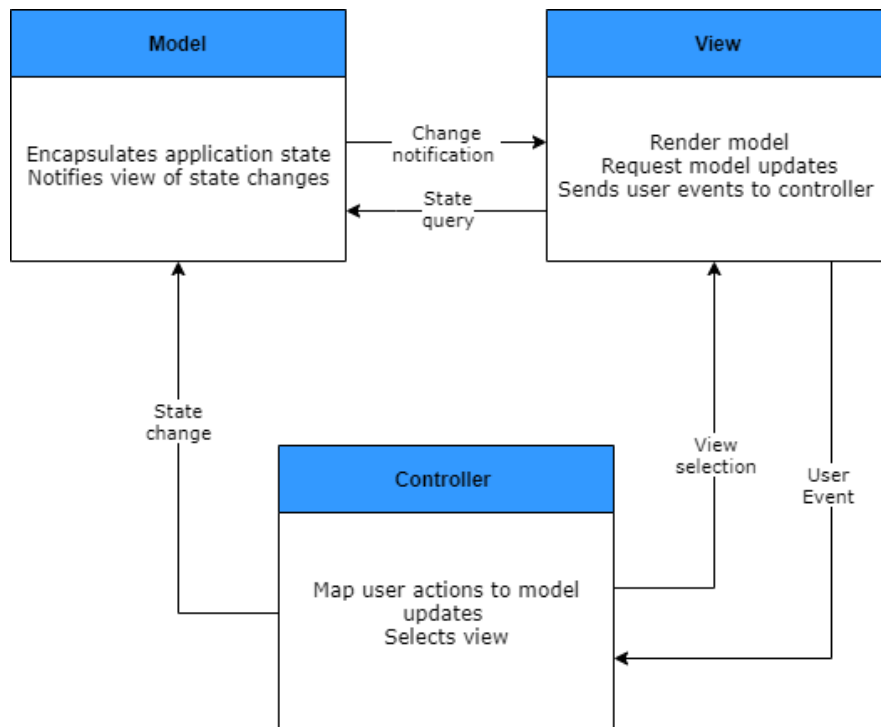 Model
Encapsulates application state
Notifies view of state changes
Change
notification
State
query
View
Render model
Request model updates
Sends user events to controller
State
change
Controller
Map user actions to model
updates
Selects view
View
selection
User
Event